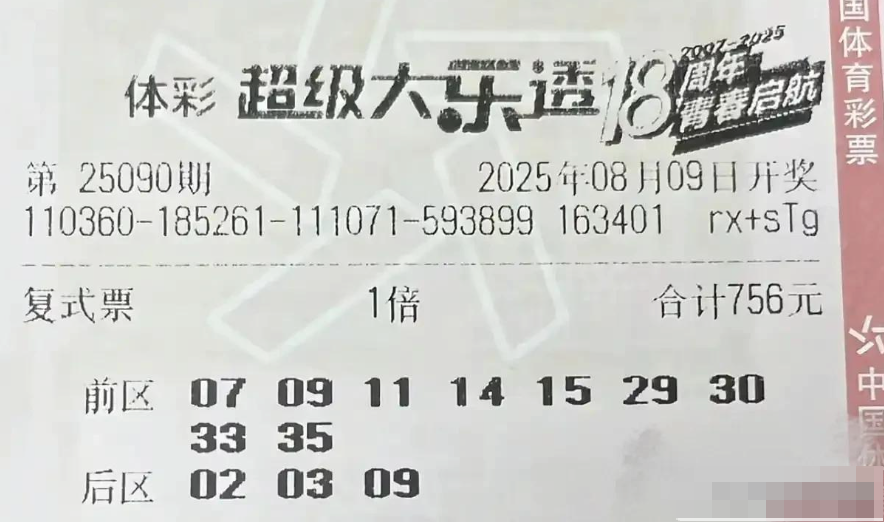 体彩 超级大乐透 18周年 2007-2025
青春启航
第 25090期 2025年08月09日开奖
110360-185261-111071-593899 163401 rx+sTg
复式票 1倍 合计756元
前区 07 09 11 14 15 29 30
33 35
后区 02 03 09
国体育彩票
中国体